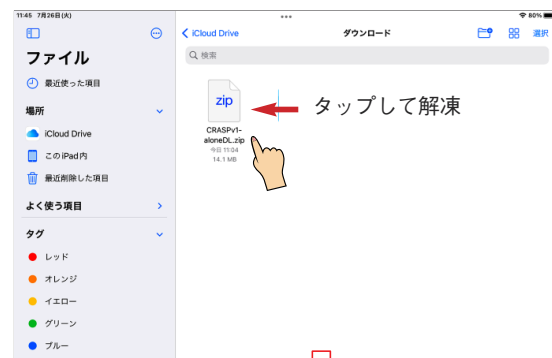 11:45 7月26日(火)
80%
ファイル
最近使った項目
場所
iCloud Drive
このiPad内
最近削除した項目
よく使う項目
タグ
レッド
オレンジ
イエロー
グリーン
ブルー
iCloud Drive
ダウンロード
選択
検索
zip
CRASPv1-
aloneDL.zip
今日 11:04
14.1 MB
タップして解凍